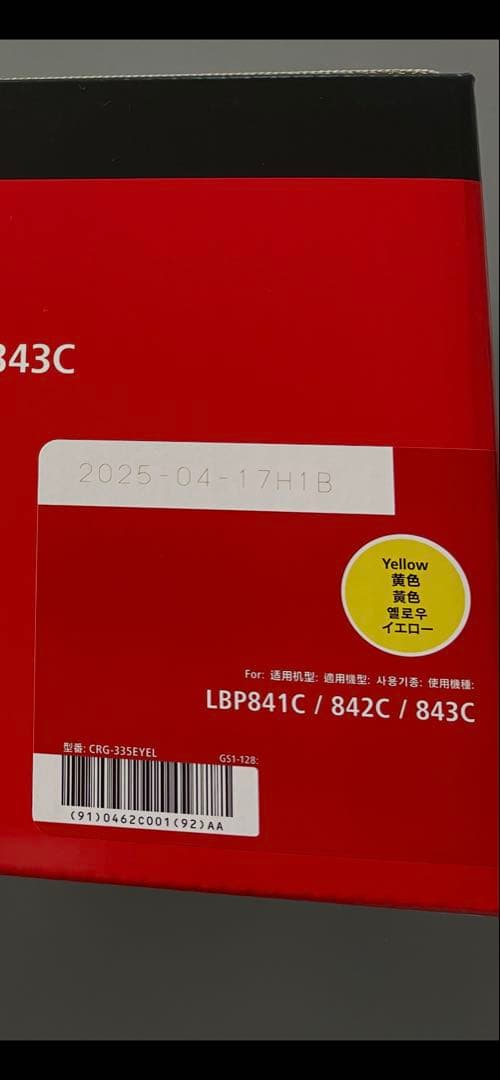 843C
2025-04-17H1B
Yellow
黄色
黃色
옐로우
イエロー
For: 适用机型: 適用機型: 사용기종: 使用機種:
LBP841C / 842C / 843C
型番: CRG-335EYEL
GS1-128:
(91)0462C001(92)AA